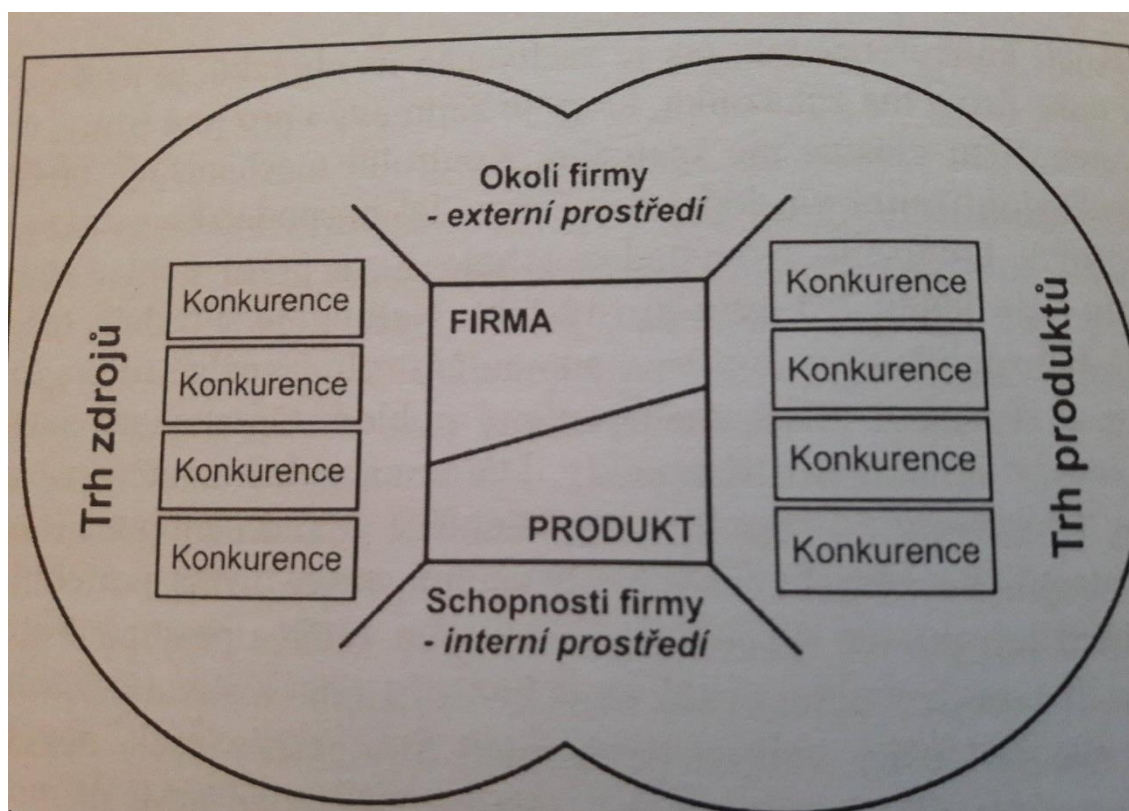 Okolí firmy
- externí prostředí
Trh zdrojů
Konkurence
Konkurence
Konkurence
Konkurence
FIRMA
PRODUKT
Konkurence
Konkurence
Konkurence
Konkurence
Trh produktů
Schopnosti firmy
- interní prostředí